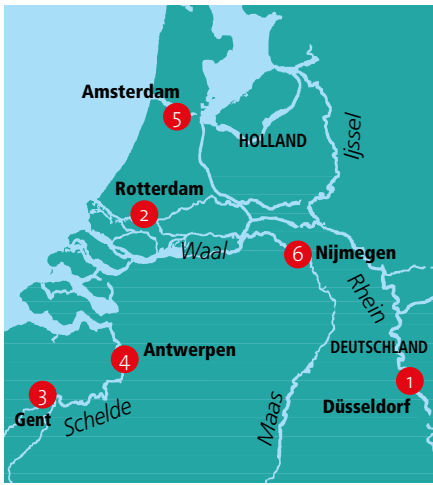 Amsterdam
5
HOLLAND
Ijssel
Rotterdam
2
Waal
6
Nijmegen
Rhein
DEUTSCHLAND
Antwerpen
4
1
3
Gent
Schelde
Maas
Düsseldorf